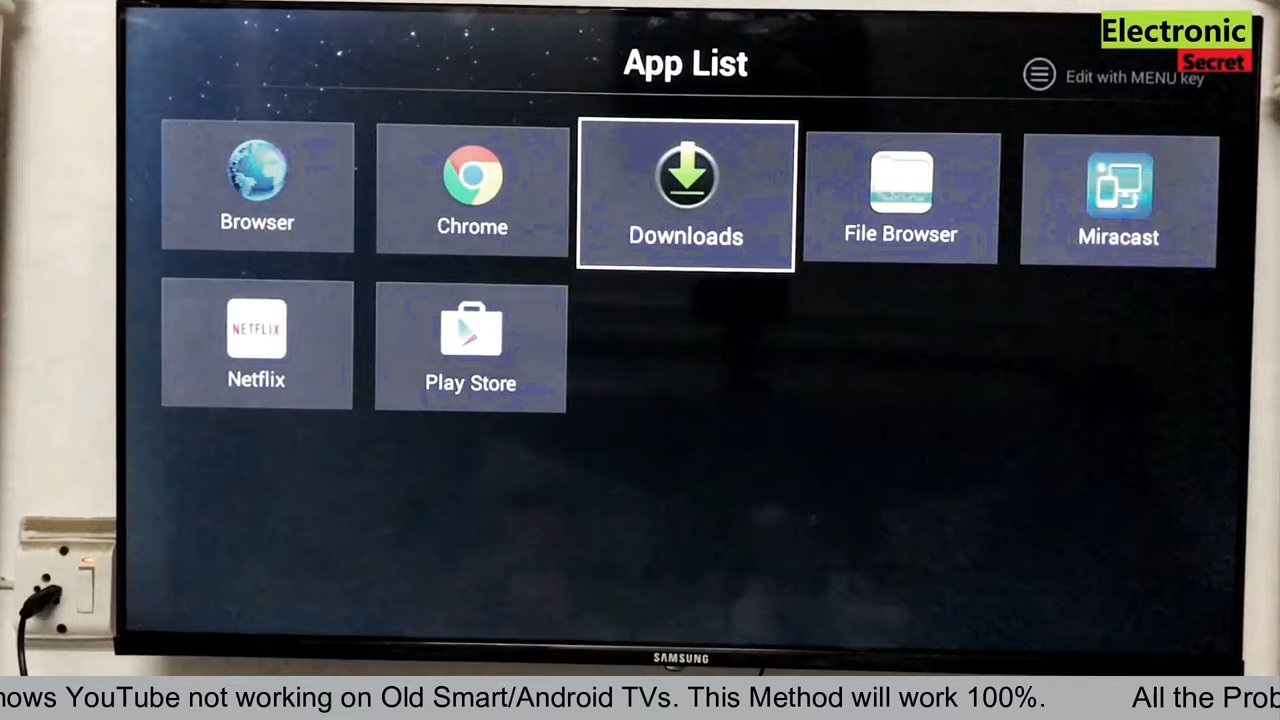 Electronic
Secret
App List
Edit with MENU key
Browser
Chrome
Downloads
File Browser
Miracast
NETFLIX
Netflix
Play Store
SAMSUNG
hows YouTube not working on Old Smart/Android TVs. This Method will work 100%. All the Prob